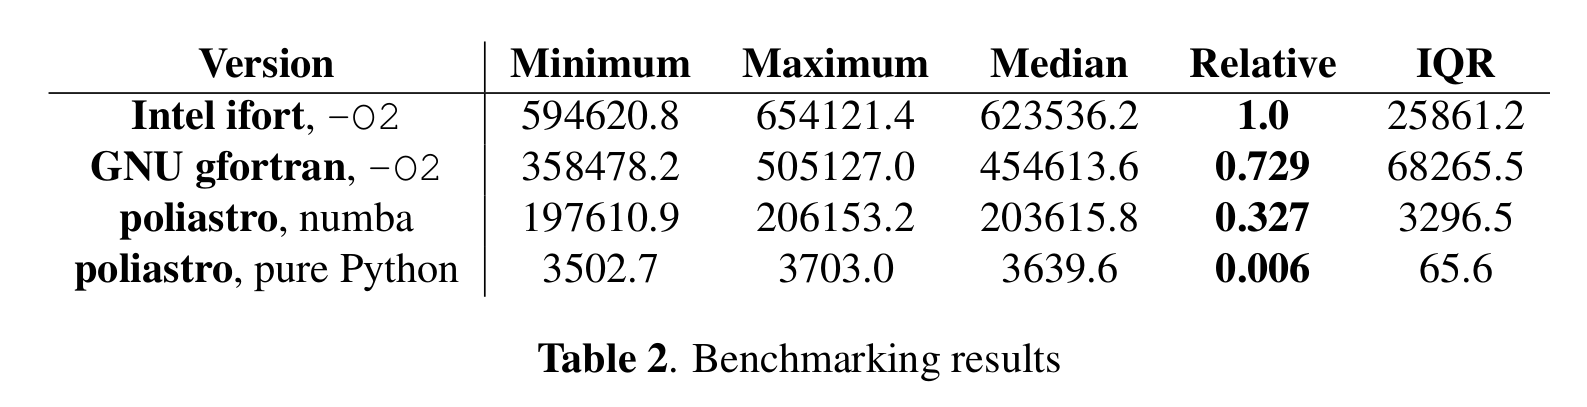 Version Minimum Maximum Median Relative IQR
Intel ifort, -O2 594620.8 654121.4 623536.2 1.0 25861.2
GNU gfortran, -O2 358478.2 505127.0 454613.6 0.729 68265.5
poliastro, numba 197610.9 206153.2 203615.8 0.327 3296.5
poliastro, pure Python 3502.7 3703.0 3639.6 0.006 65.6
Table 2. Benchmarking results